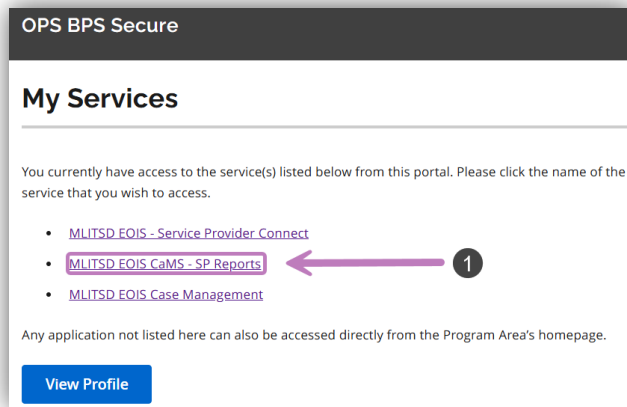 OPS BPS Secure
My Services
You currently have access to the service(s) listed below from this portal. Please click the name of the
service that you wish to access.
• MLITSD EOIS - Service Provider Connect
• MLITSD EOIS CaMS - SP Reports
1
• MLITSD EOIS Case Management
Any application not listed here can also be accessed directly from the Program Area's homepage.
View Profile